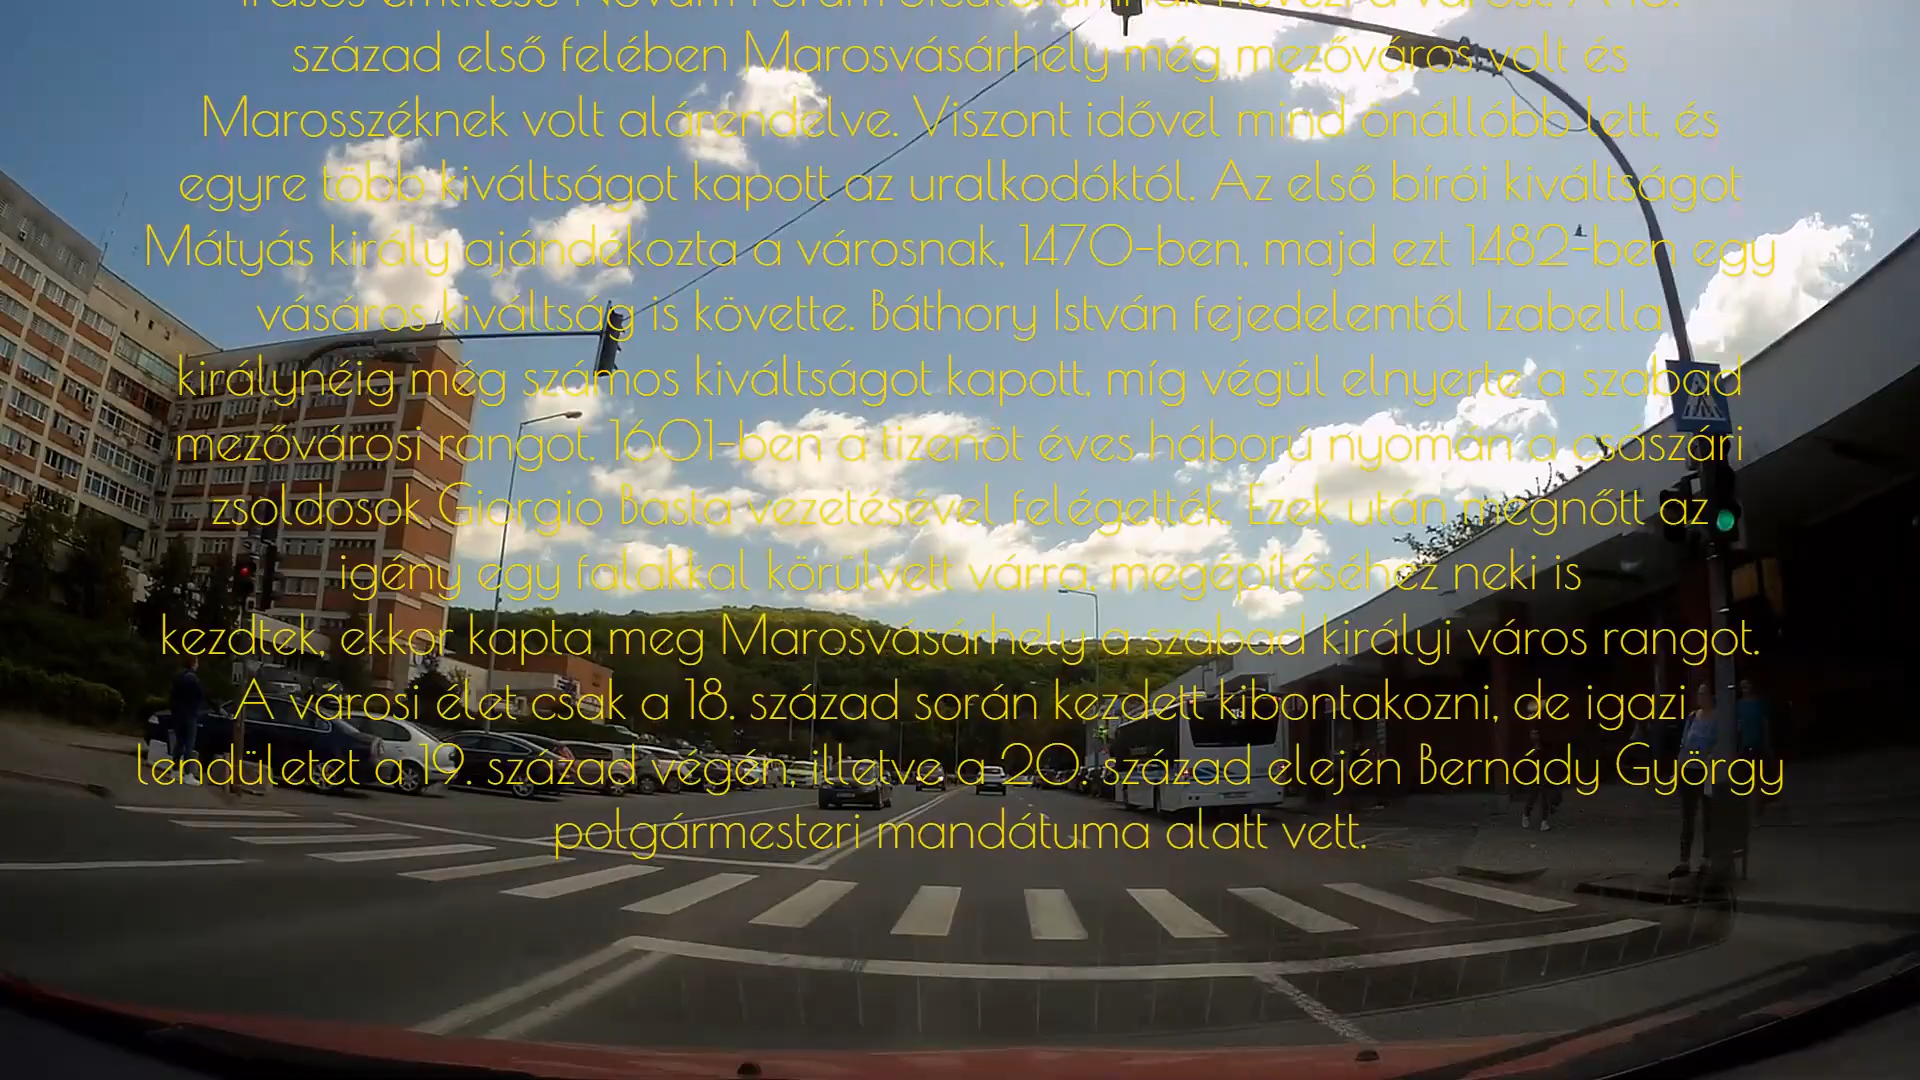 század első felében Marosvásárhely még mezőváros volt és
Marosszéknek volt alárendelve. Viszont idővel mind önállóbb lett, és
egyre több kiváltságot kapott az uralkodóktól. Az első bírói kiváltságot
Mátyás király ajándékozta a városnak, 1470-ben, majd ezt 1482-ben egy
vásáros kiváltság is követte. Báthory István fejedelemtől Izabella
királynéig még számos kiváltságot kapott, míg végül elnyerte a szabad
mezővárosi rangot. 1601-ben a tizenöt éves háború nyomán a császári
zsoldosok Giorgio Basta vezetésével felégették. Ezek után megnőtt az
igény egy falakkal körülvett várra, megépítéséhez neki is
kezdtek, ekkor kapta meg Marosvásárhely a szabad királyi város rangot.
A városi élet csak a 18. század során kezdett kibontakozni, de igazi
lendületet a 19. század végén, illetve a 20. század elején Bernády György
polgármesteri mandátuma alatt vett.